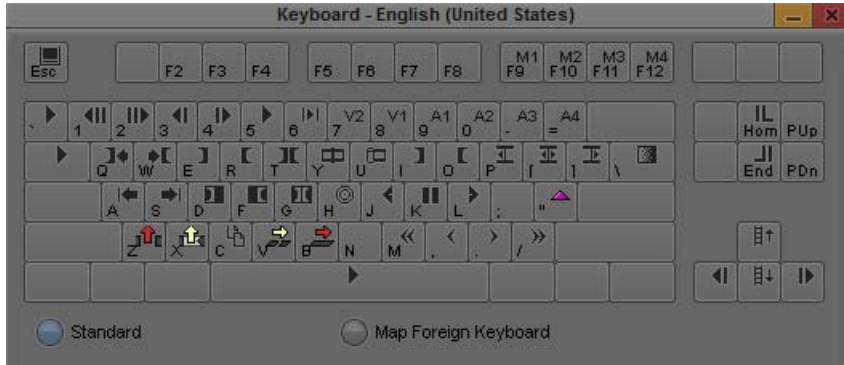 Keyboard - English (United States)
M1 M2 M3 M4
Esc F2 F3 F4 F5 F6 F7 F8 F9 F10 F11 F12
V2 V1 A1 A2 A3 A4
` 1 2 3 4 5 6 7 8 9 0 - = Hom PUp
Q W E R T Y U I O P [ ] \ End PDn
A S D F G H J K L ; "
Z X C V B N M , . /
Standard Map Foreign Keyboard